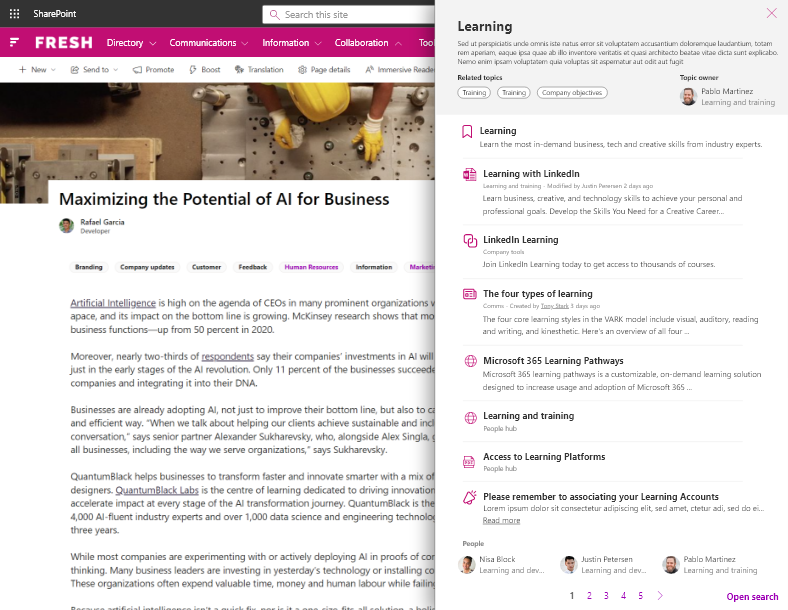 SharePoint
Search this site
FRESH
Directory
Communications
Information
Collaboration
Tool
New
Send to
Promote
Boost
Translation
Page details
Immersive Reade
Maximizing the Potential of AI for Business
Rafael Garcia
Developer
Branding
Company updates
Customer
Feedback
Human Resources
Information
Marketi
Artificial Intelligence is high on the agenda of CEOs in many prominent organizations
apace, and its impact on the bottom line is growing. McKinsey research shows that mo
business functions—up from 50 percent in 2020.
Moreover, nearly two-thirds of respondents say their companies' investments in AI will
just in the early stages of the AI revolution. Only 11 percent of the businesses succeede
companies and integrating it into their DNA.
Businesses are already adopting AI, not just to improve their bottom line, but also to ca
and efficient way. "When we talk about helping our clients achieve sustainable and inclu
conversation," says senior partner Alexander Sukharevsky, who, alongside Alex Singla,
all businesses, including the way we serve organizations," says Sukharevsky.
QuantumBlack helps businesses to transform faster and innovate smarter with a mix of
designers. QuantumBlack Labs is the centre of learning dedicated to driving innovation
accelerate impact at every stage of the AI transformation journey. QuantumBlack is the
4,000 AI-fluent industry experts and over 1,000 data science and engineering technolog
three years.
While most companies are experimenting with or actively deploying AI in proofs of cor
thinking. Many business leaders are investing in yesterday's technology or installing co
These organizations often expend valuable time, money and human labour while failing
Because artificial intelligence isn't a quick fix, nor is it a one-size-fits-all solution, a holi
Learning
Sed ut perspiciatis unde omnis iste natus error sit voluptatem accusantium doloremque laudantium, totam
rem aperiam, eaque ipsa quae ab illo inventore veritatis et quasi architecto beatae vitae dicta sunt explicabo.
Nemo enim ipsam voluptatem quia voluptas sit aspernatur aut odit aut fugit
Related topics
Training
Training
Company objectives
Topic owner
Pablo Martinez
Learning and training
Learning
Learn the most in-demand business, tech and creative skills from industry experts.
Learning with LinkedIn
Learning and training · Modified by Justin Peresen 2 days ago
Learn business, creative, and technology skills to achieve your personal and
professional goals. Develop the Skills You Need for a Creative Career...
LinkedIn Learning
Company tools
Join LinkedIn Learning today to get access to thousands of courses.
The four types of learning
Comms · Created by Tony Stark 3 days ago
The four core learning styles in the VARK model include visual, auditory, reading
and writing, and kinesthetic. Here's an overview of all four ...
Microsoft 365 Learning Pathways
Microsoft 365 learning pathways is a customizable, on-demand learning solution
designed to increase usage and adoption of Microsoft 365 ...
Learning and training
People hub
Access to Learning Platforms
People hub
Please remember to associating your Learning Accounts
Lorem ipsum dolor sit consectetur adipiscing elit, sed amet, ctetur adi, sed do ei...
Read more
People
Nisa Block
Learning and dev...
Justin Petersen
Learning and dev...
Pablo Martinez
Learning and training
1 2 3 4 5
Open search